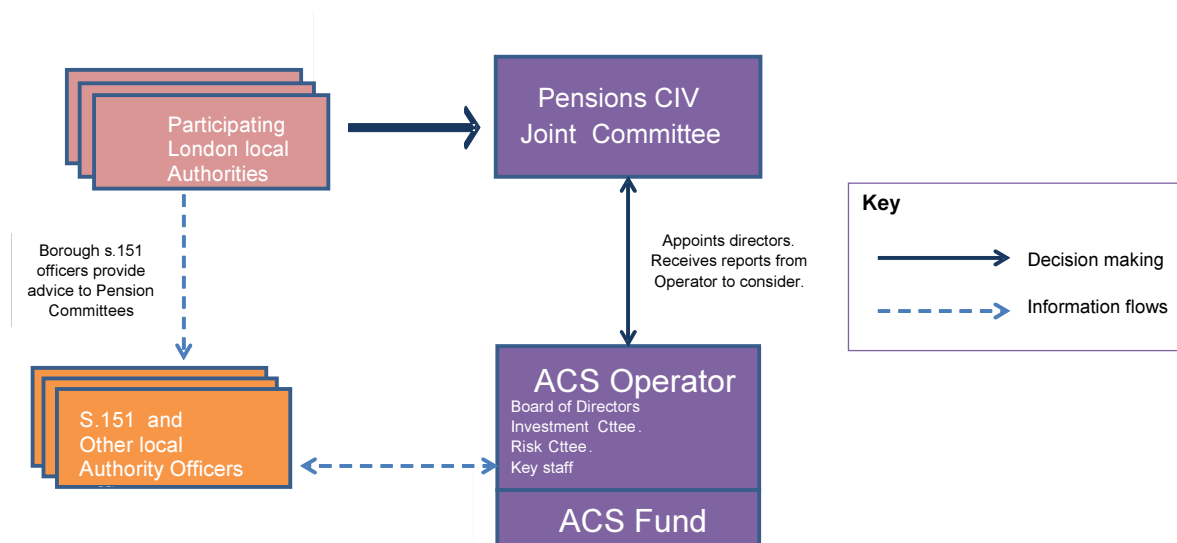 Participating
London local
Authorities
Pensions CIV
Joint Committee
Borough s.151
officers provide
advice to Pension
Committees
Appoints directors.
Receives reports from
Operator to consider.
Key
Decision making
Information flows
S.151 and
Other local
Authority Officers
ACS Operator
Board of Directors
Investment Cttee.
Risk Cttee.
Key staff
ACS Fund